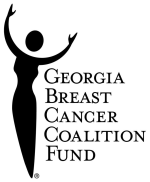 GEORGIA
BREAST
CANCER
COALITION
FUND
®